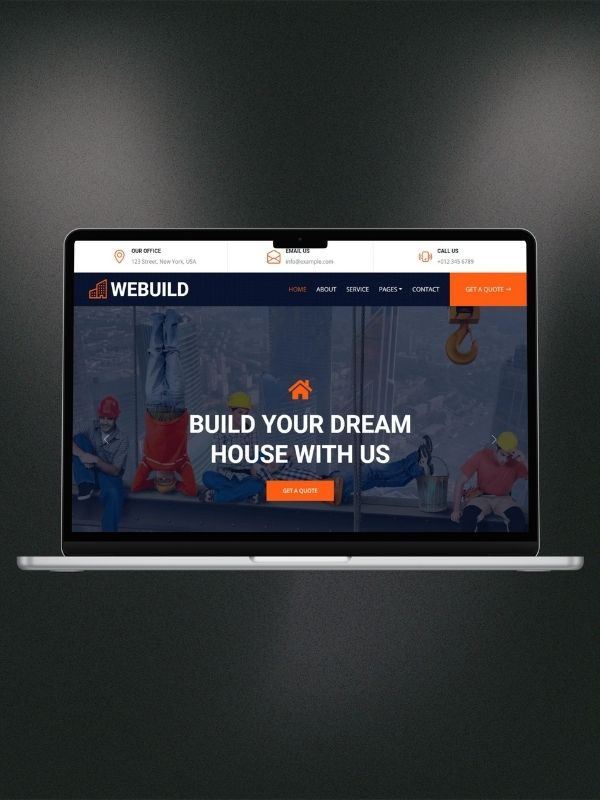 OUR OFFICE
123 Street, New York, USA
EMAIL US
info@example.com
CALL US
+012 345 6789
WEBUILD
HOME ABOUT SERVICE PAGES CONTACT GET A QUOTE →
BUILD YOUR DREAM
HOUSE WITH US
GET A QUOTE